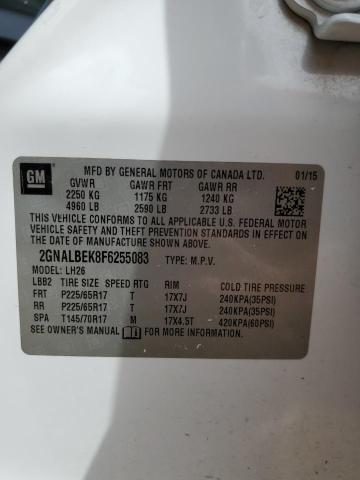 GM
MFD BY GENERAL MOTORS OF CANADA LTD. 01/15
GVWR GAWR FRT GAWR RR
2250 KG 1175 KG 1240 KG
4960 LB 2590 LB 2733 LB
THIS VEHICLE CONFORMS TO ALL APPLICABLE U.S. FEDERAL MOTOR
VEHICLE SAFETY AND THEFT PREVENTION STANDARDS IN EFFECT ON
THE DATE OF MANUFACTURE SHOWN ABOVE.
2GNALBEK8F6255083 TYPE: M.P.V.
MODEL: LH26
LBB2 TIRE SIZE SPEED RTG RIM COLD TIRE PRESSURE
FRT P225/65R17 T 17X7J 240KPA(35PSI)
RR P225/65R17 T 17X7J 240KPA(35PSI)
SPA T145/70R17 M 17X4.5T 420KPA(60PSI)
SEE OWNER'S MANUAL FOR MORE INFORMATION.